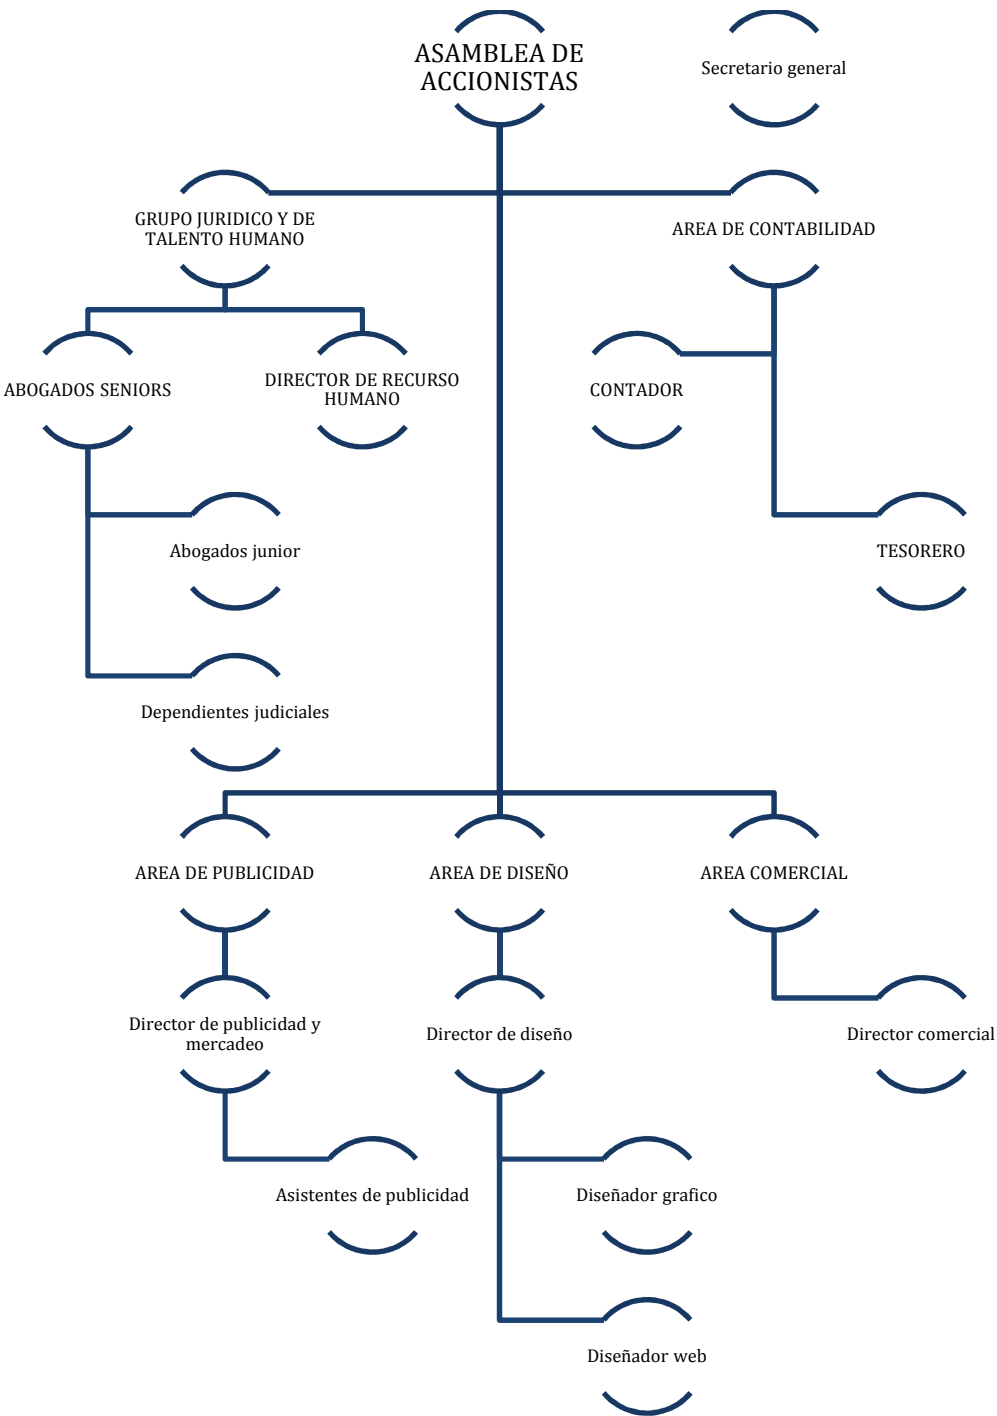 ASAMBLEA DE
ACCIONISTAS
Secretario general
GRUPO JURIDICO Y DE
TALENTO HUMANO
AREA DE CONTABILIDAD
ABOGADOS SENIORS
DIRECTOR DE RECURSO
HUMANO
CONTADOR
Abogados junior
TESORERO
Dependientes judiciales
AREA DE PUBLICIDAD
AREA DE DISEÑO
AREA COMERCIAL
Director de publicidad y
mercadeo
Director de diseño
Director comercial
Asistentes de publicidad
Diseñador grafico
Diseñador web